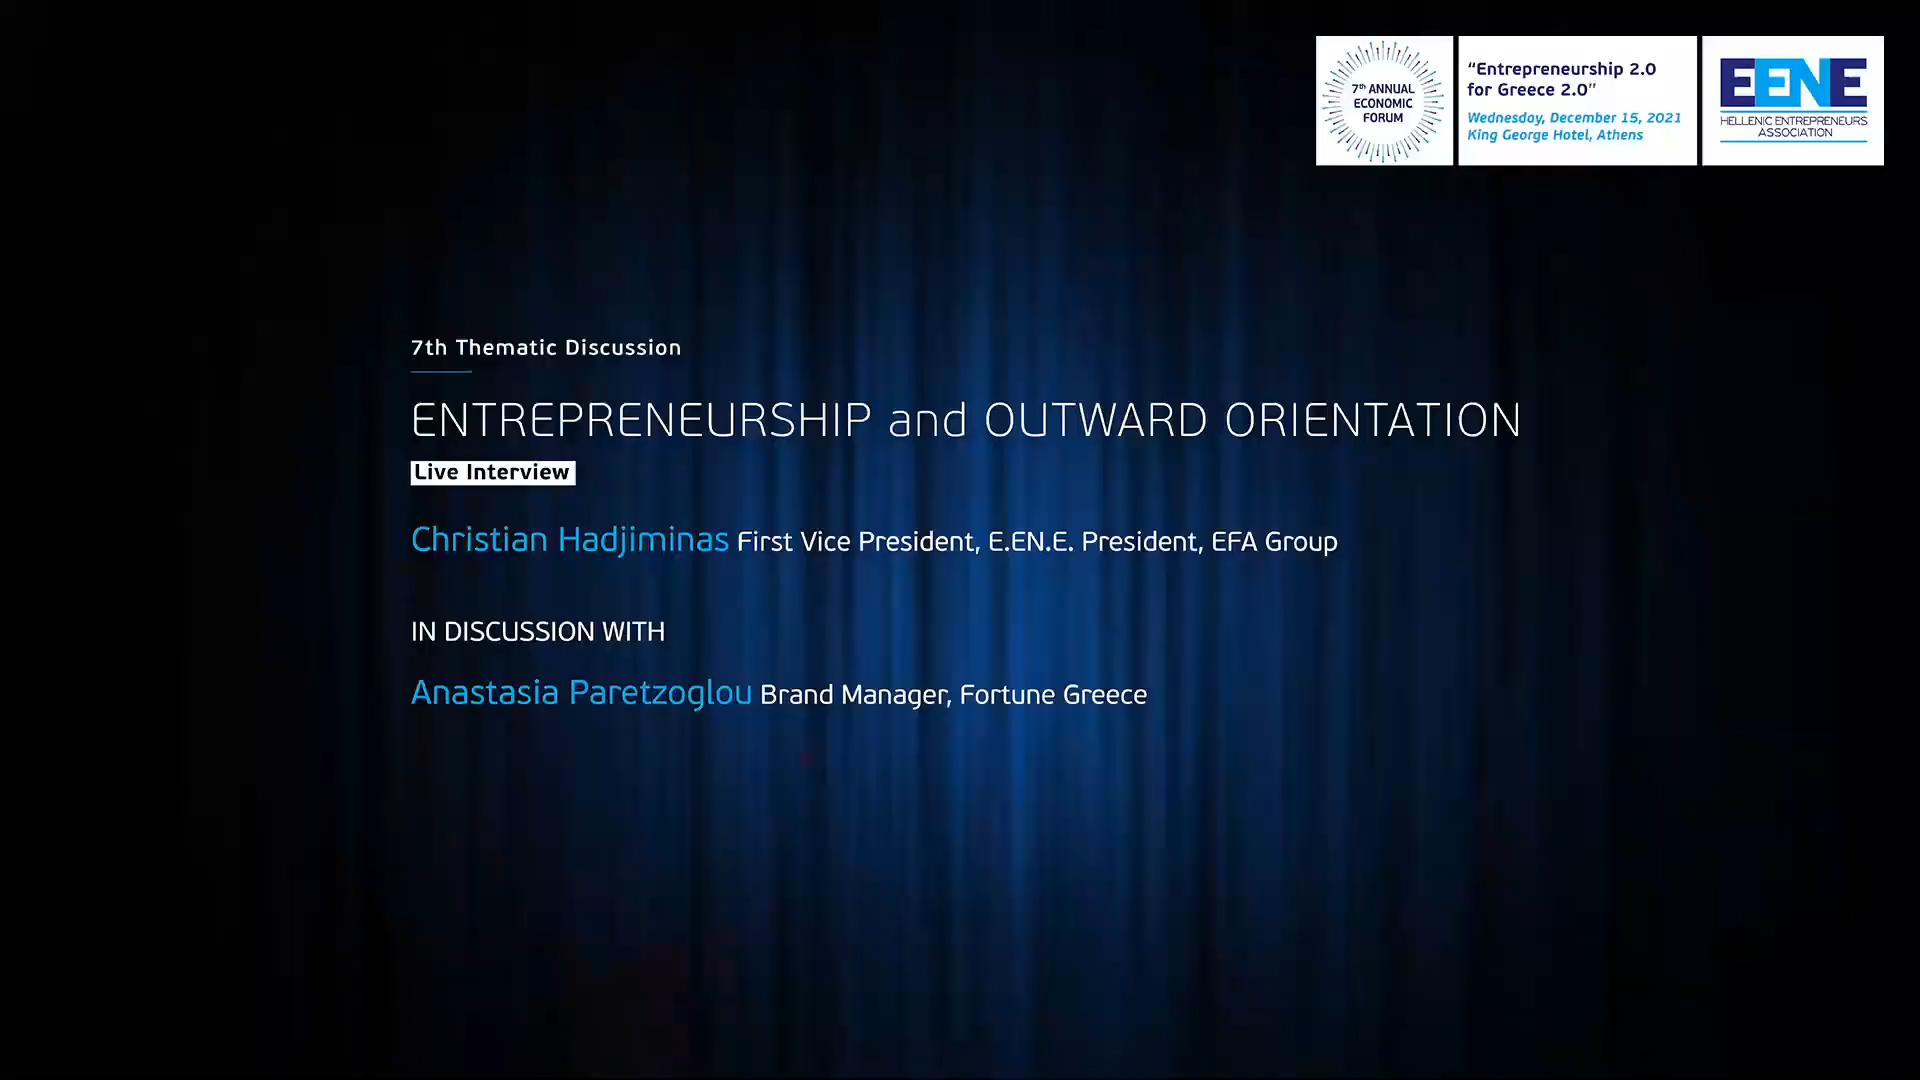 7th ANNUAL
ECONOMIC
FORUM
“Entrepreneurship 2.0
for Greece 2.0”
Wednesday, December 15, 2021
King George Hotel, Athens
EENE
HELLENIC ENTREPRENEURS
ASSOCIATION
7th Thematic Discussion
ENTREPRENEURSHIP and OUTWARD ORIENTATION
Live Interview
Christian Hadjiminas First Vice President, E.EN.E. President, EFA Group
IN DISCUSSION WITH
Anastasia Paretzoglou Brand Manager, Fortune Greece